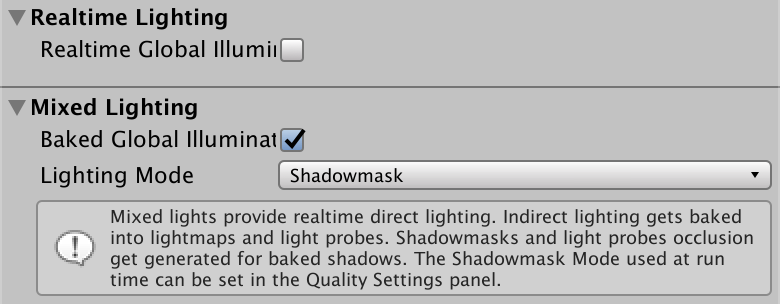 Realtime Lighting
Realtime Global Illumi
Mixed Lighting
Baked Global Illuminat
Lighting Mode Shadowmask
Mixed lights provide realtime direct lighting. Indirect lighting gets baked
into lightmaps and light probes. Shadowmasks and light probes occlusion
get generated for baked shadows. The Shadowmask Mode used at run
time can be set in the Quality Settings panel.